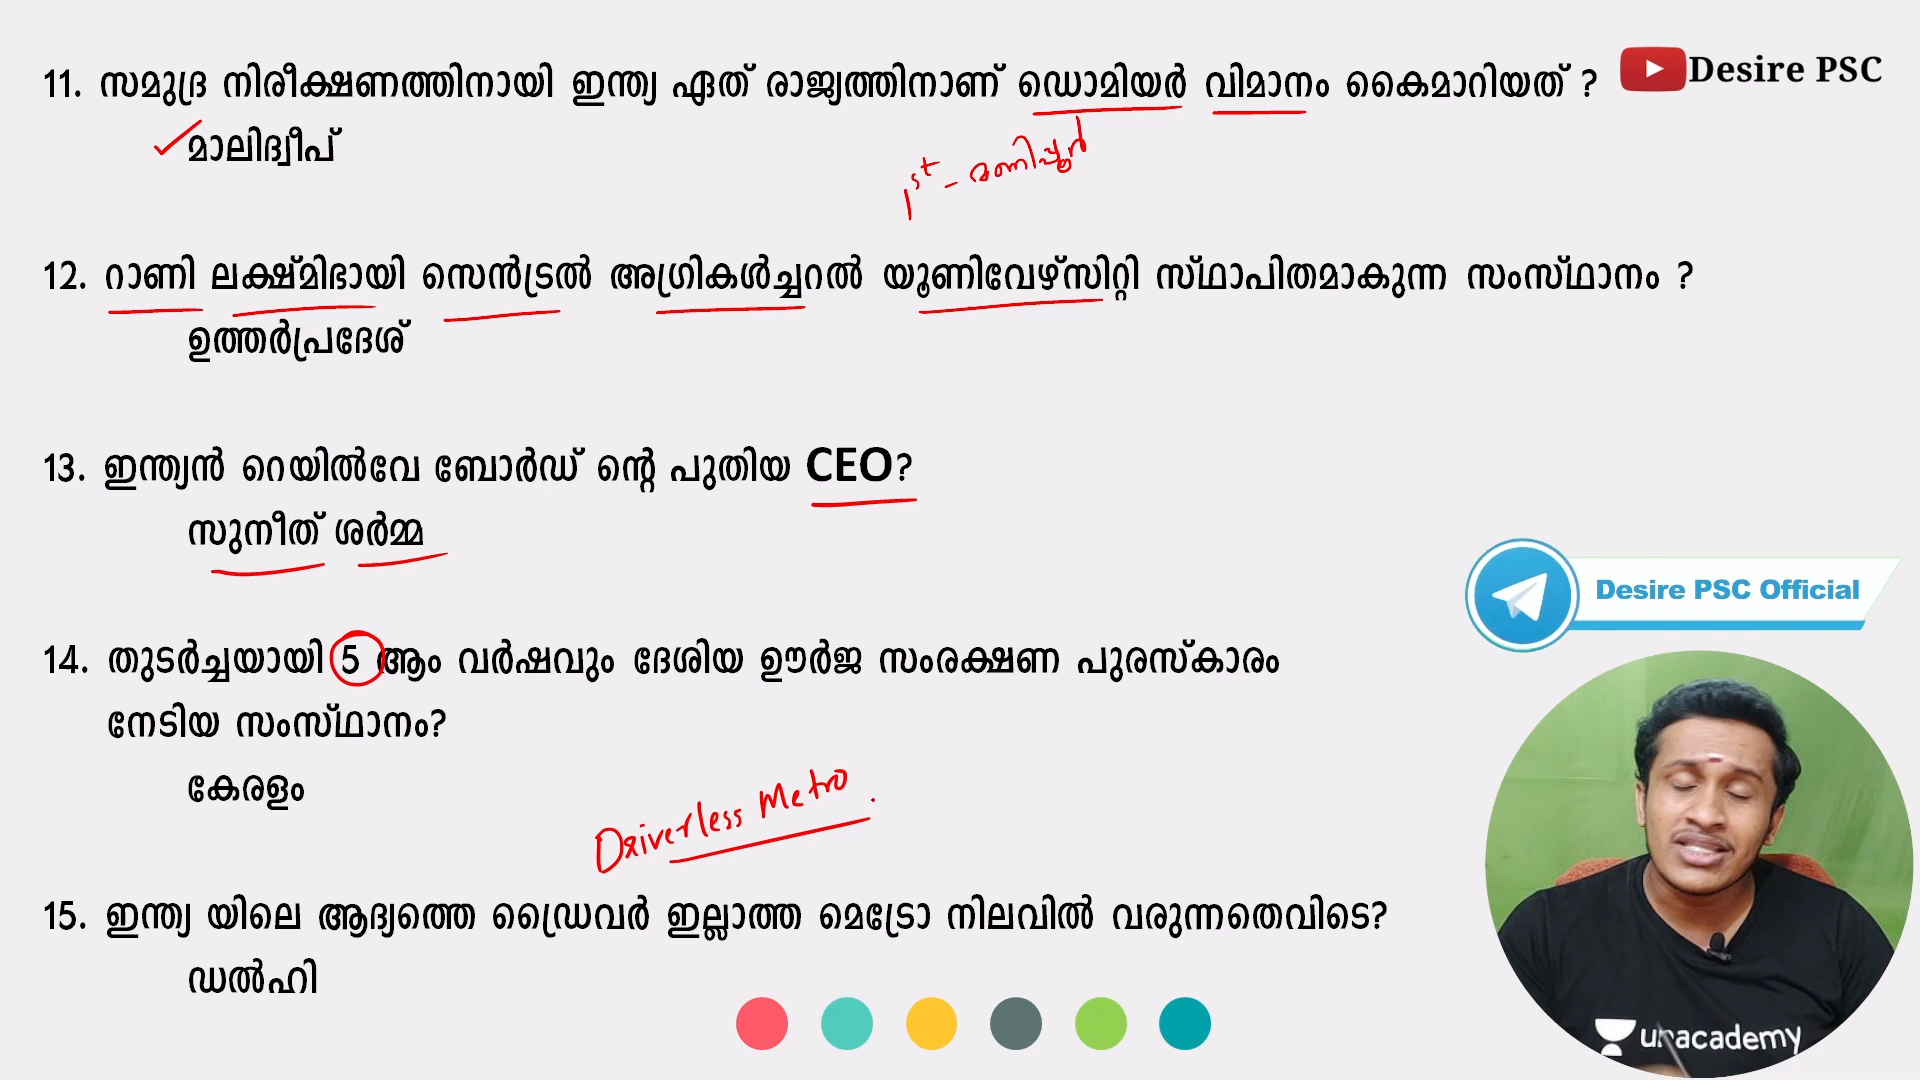 11. സമുദ്ര നിരീക്ഷണത്തിനായി ഇന്ത്യ ഏത് രാജ്യത്തിനാണ് ഡൊമിയർ വിമാനം കൈമാറിയത് ?
Desire PSC
മാലിദ്വീപ്
1st - മണിപ്പൂർ
12. റാണി ലക്ഷ്മിഭായി സെൻട്രൽ അഗ്രികൾച്ചറൽ യൂണിവേഴ്സിറ്റി സ്ഥാപിതമാകുന്ന സംസ്ഥാനം ?
ഉത്തർപ്രദേശ്
13. ഇന്ത്യൻ റെയിൽവേ ബോർഡ് ന്റെ പുതിയ CEO?
സുനീത് ശർമ്മ
Desire PSC Official
14. തുടർച്ചയായി 5 ആം വർഷവും ദേശിയ ഊർജ സംരക്ഷണ പുരസ്കാരം
നേടിയ സംസ്ഥാനം?
കേരളം
Driverless Metro.
15. ഇന്ത്യ യിലെ ആദ്യത്തെ ഡ്രൈവർ ഇല്ലാത്ത മെട്രോ നിലവിൽ വരുന്നതെവിടെ?
ഡൽഹി
unacademy